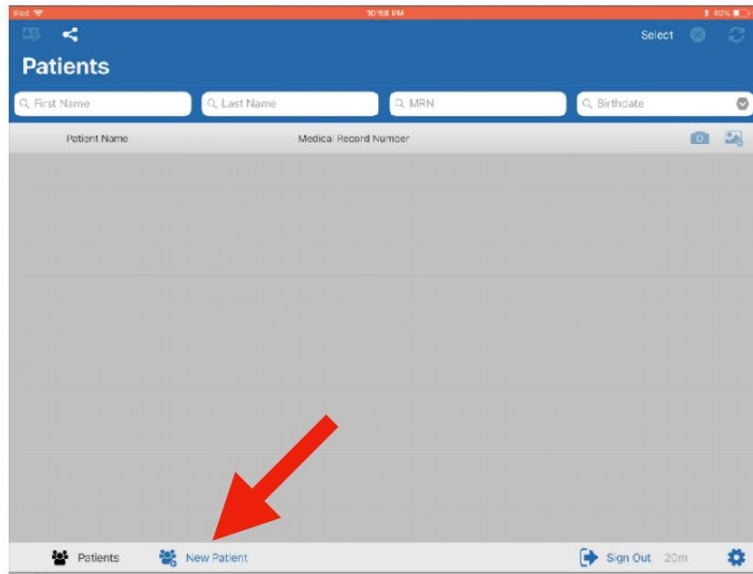 iPad 10:58 PM 40%
Select
Patients
First Name Last Name MRN Birthdate
Patient Name Medical Record Number
Patients New Patient Sign Out 20m